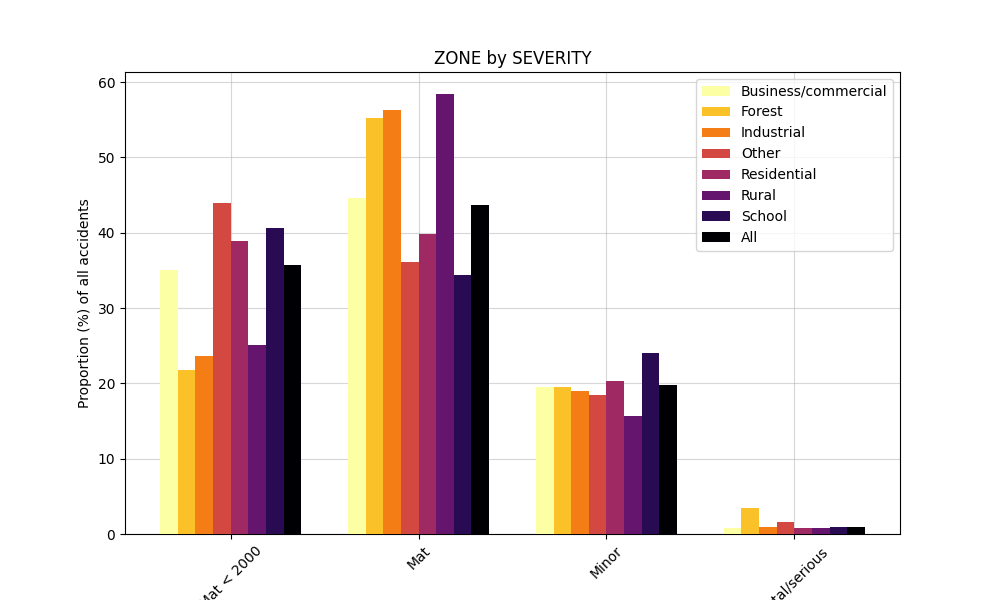 ZONE by SEVERITY
Proportion (%) of all accidents
60
50
40
30
20
10
0
Business/commercial
Forest
Industrial
Other
Residential
Rural
School
All
Mat < 2000
Mat
Minor
tal/serious